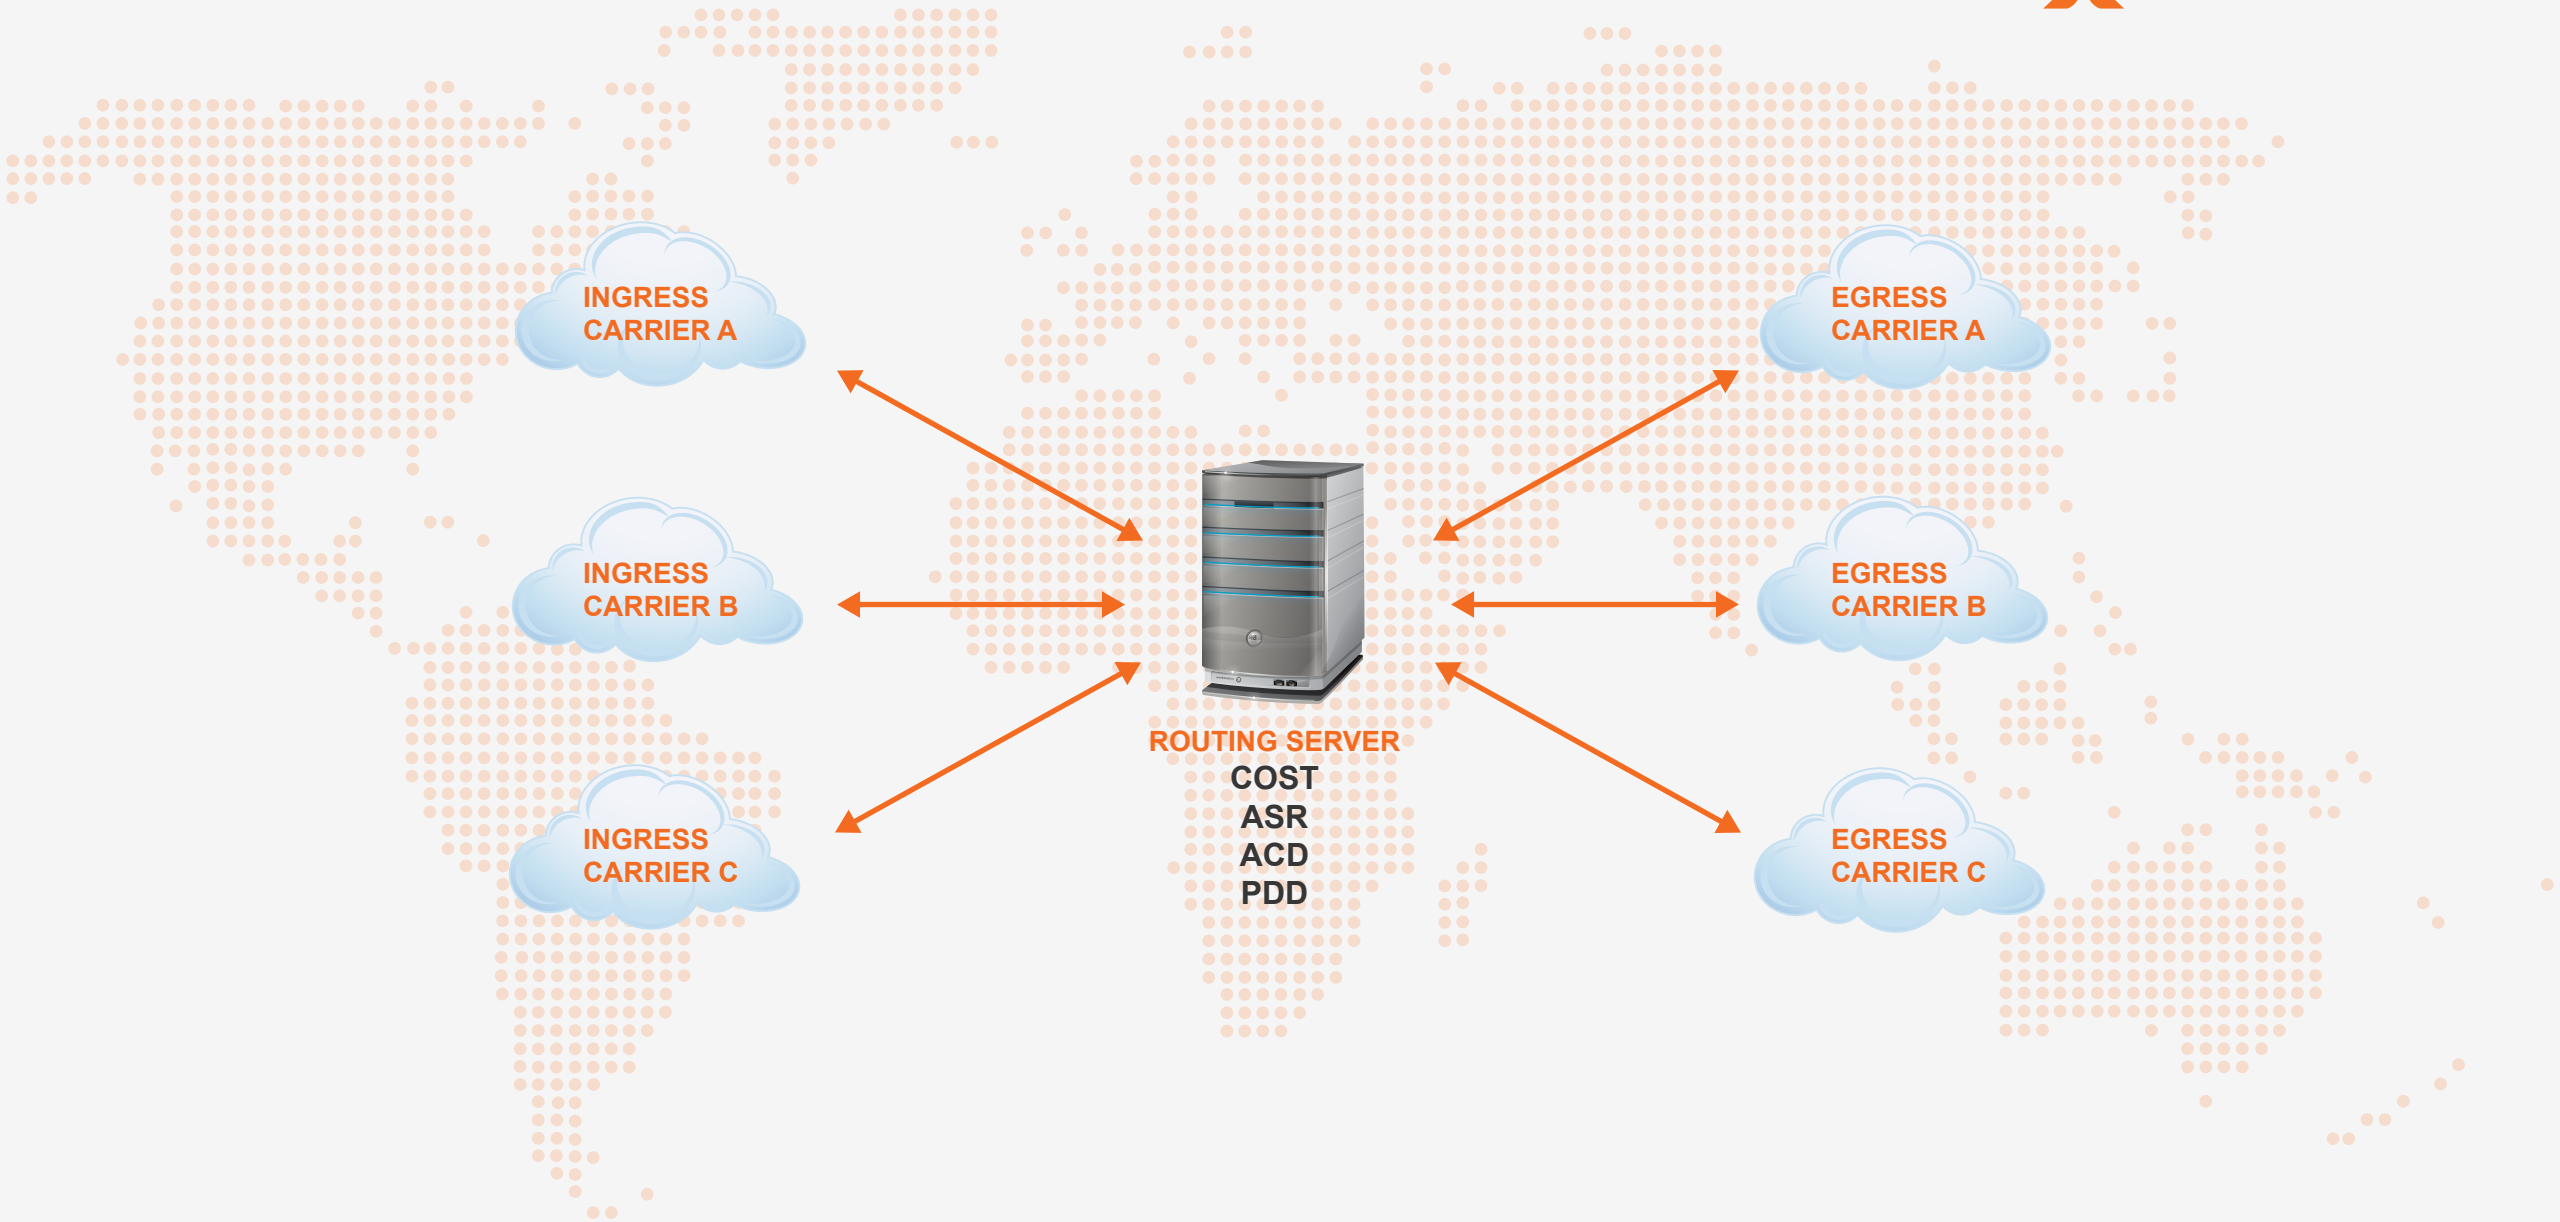 INGRESS
CARRIER A
EGRESS
CARRIER A
INGRESS
CARRIER B
EGRESS
CARRIER B
ROUTING SERVER
COST
ASR
ACD
PDD
INGRESS
CARRIER C
EGRESS
CARRIER C